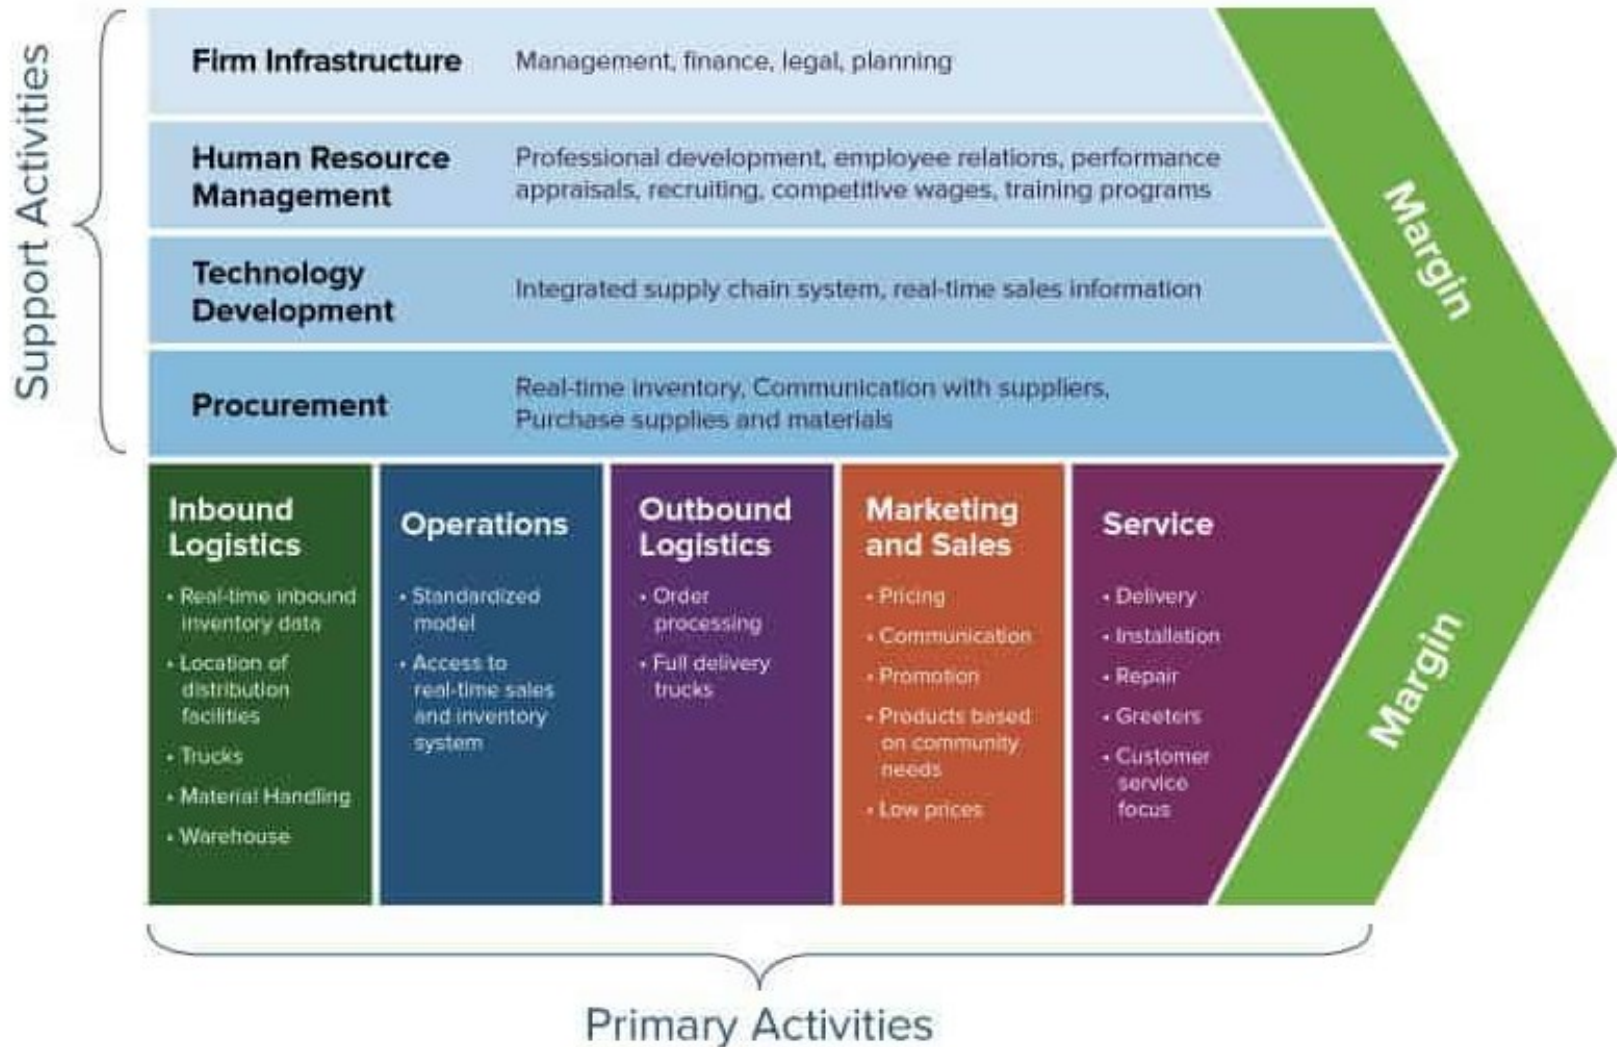 Support Activities
Firm Infrastructure
Management, finance, legal, planning
Human Resource
Management
Professional development, employee relations, performance
appraisals, recruiting, competitive wages, training programs
Technology
Development
Integrated supply chain system, real-time sales information
Procurement
Real-time inventory, Communication with suppliers,
Purchase supplies and materials
Margin
Inbound
Logistics
• Real-time inbound
inventory data
• Location of
distribution
facilities
• Trucks
• Material Handling
• Warehouse
Operations
• Standardized
model
• Access to
real-time sales
and inventory
system
Outbound
Logistics
• Order
processing
• Full delivery
trucks
Marketing
and Sales
• Pricing
• Communication
• Promotion
• Products based
on community
needs
• Low prices
Service
• Delivery
• Installation
• Repair
• Greeters
• Customer
service
focus
Margin
Primary Activities